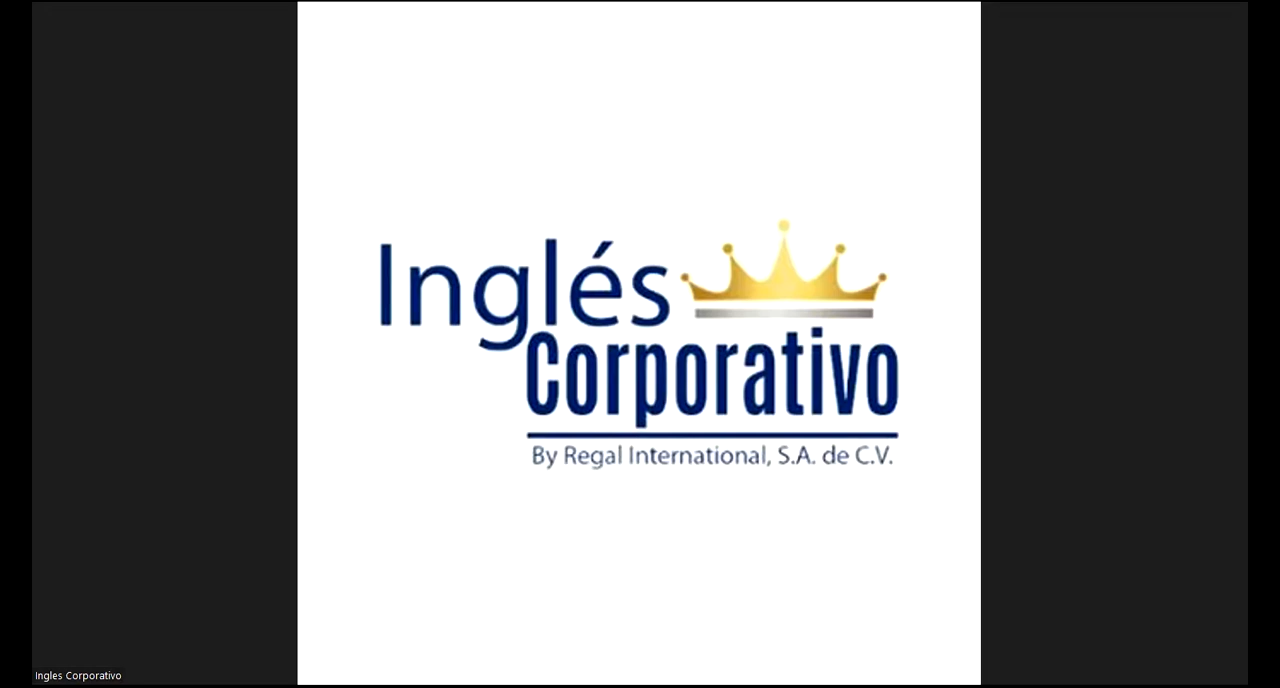 Inglés
Corporativo
By Regal International, S.A. de C.V.
Ingles Corporativo